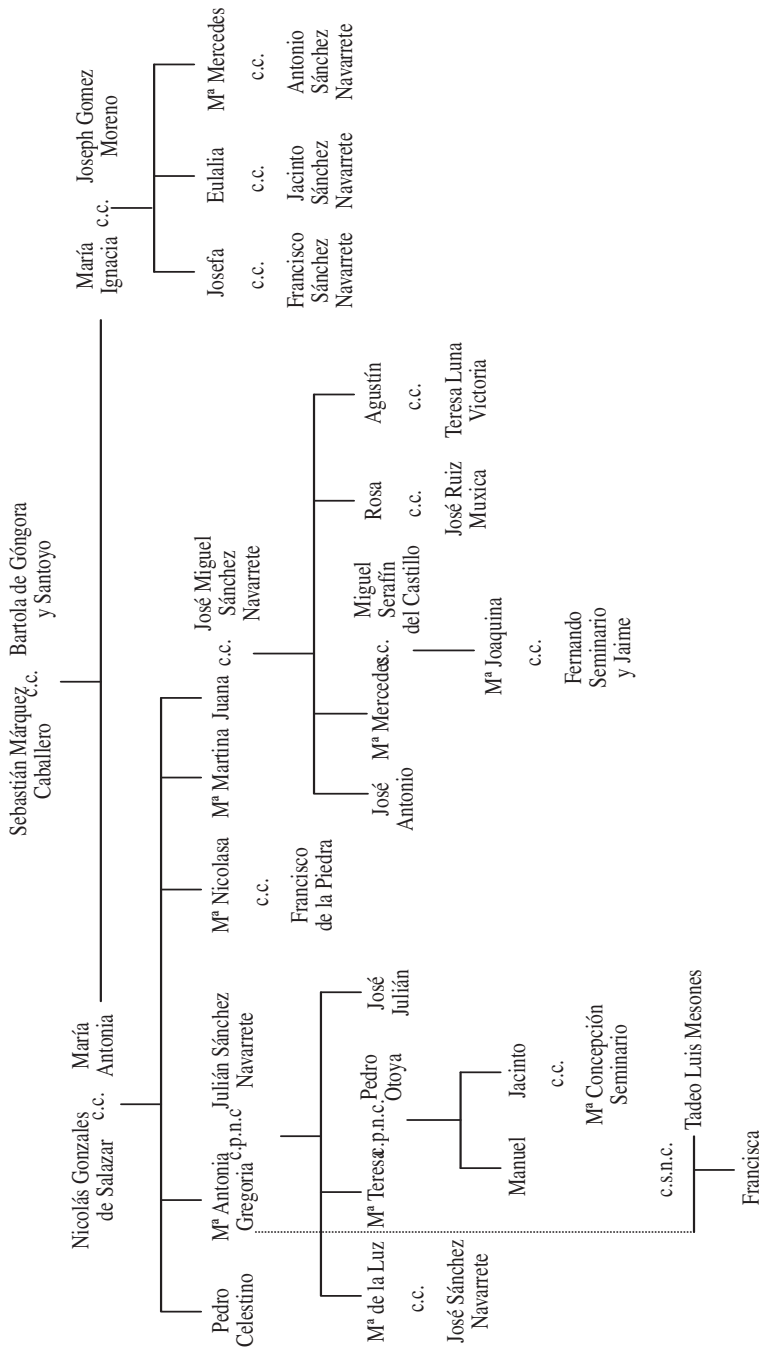 Sebastián Márquez
Caballero
c.c.
Bartola de Góngora
y Santoyo
Nicolás Gonzales
de Salazar
c.c.
María
Antonia
María
Ignacia
c.c.
Joseph Gomez
Moreno
Pedro
Celestino
Mª Antonia
Gregoria
c.p.n.c
Julián Sánchez
Navarrete
Mª Nicolasa
c.c.
Francisco
de la Piedra
Mª Martina
Juana
c.c.
José Miguel
Sánchez
Navarrete
Josefa
c.c.
Francisco
Sánchez
Navarrete
Eulalia
c.c.
Jacinto
Sánchez
Navarrete
Mª Mercedes
c.c.
Antonio
Sánchez
Navarrete
Mª de la Luz
c.c.
José Sánchez
Navarrete
Mª Teresa
c.p.n.c.
Pedro
Otoya
José
Julián
José
Antonio
Mª Mercedes
c.c.
Miguel
Serafín
del Castillo
Rosa
c.c.
José Ruiz
Muxica
Agustín
c.c.
Teresa Luna
Victoria
Manuel
Jacinto
c.c.
Mª Concepción
Seminario
Mª Joaquina
c.c.
Fernando
Seminario
y Jaime
c.s.n.c.
Tadeo Luis Mesones
Francisca